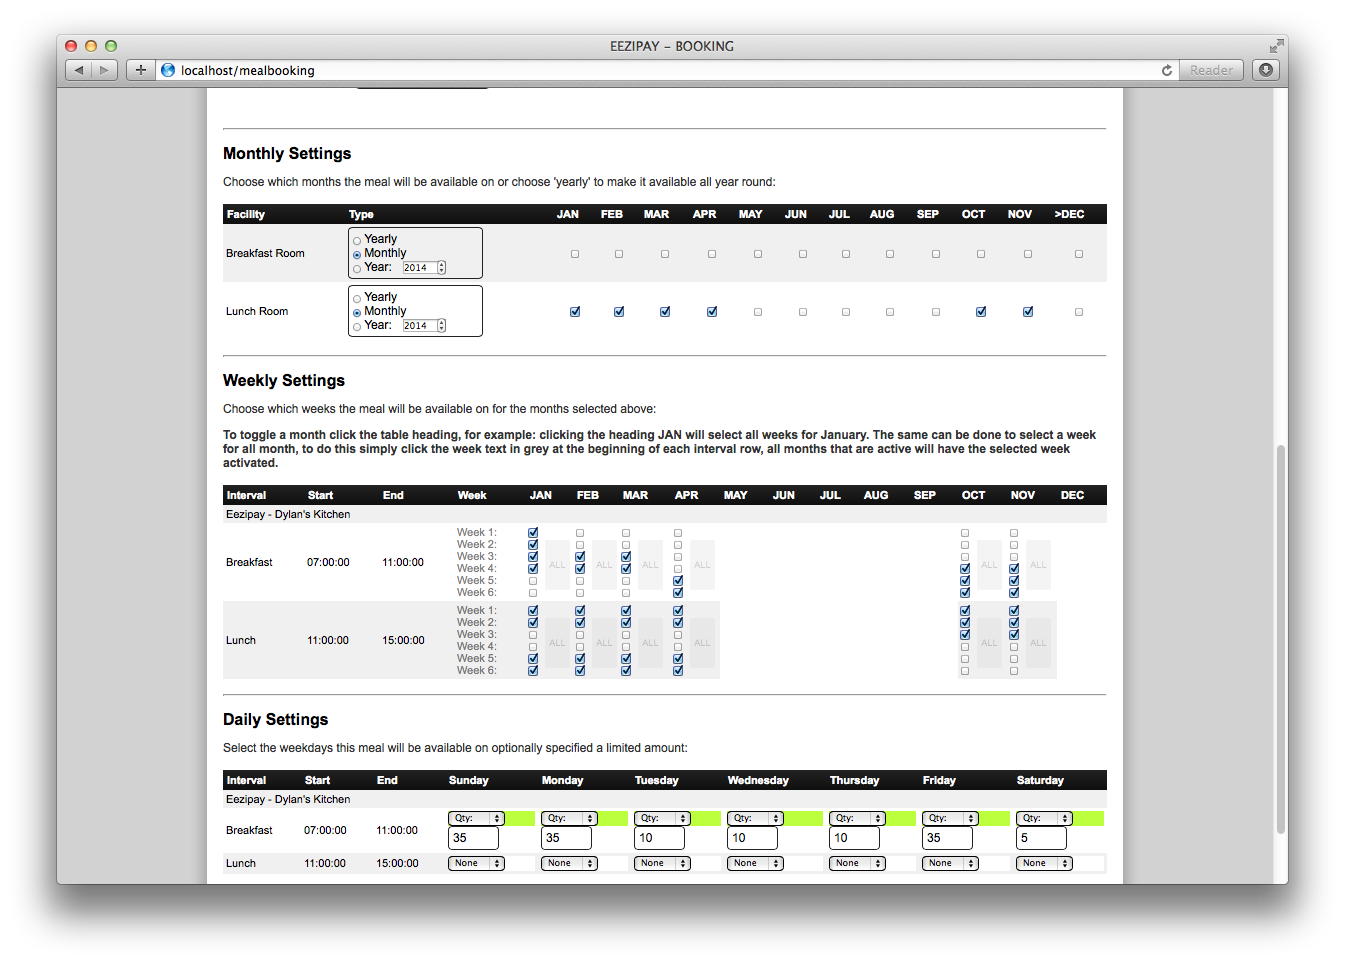 EEZIPAY – BOOKING
localhost/mealbooking
Reader
Monthly Settings
Choose which months the meal will be available on or choose 'yearly' to make it available all year round:
Facility Type JAN FEB MAR APR MAY JUN JUL AUG SEP OCT NOV >DEC
Yearly
Breakfast Room Monthly
Year: 2014
Yearly
Lunch Room Monthly
Year: 2014
Weekly Settings
Choose which weeks the meal will be available on for the months selected above:
To toggle a month click the table heading, for example: clicking the heading JAN will select all weeks for January. The same can be done to select a week
for all month, to do this simply click the week text in grey at the beginning of each interval row, all months that are active will have the selected week
activated.
Interval Start End Week JAN FEB MAR APR MAY JUN JUL AUG SEP OCT NOV DEC
Eezipay - Dylan's Kitchen
Week 1:
Week 2:
Week 3:
Breakfast 07:00:00 11:00:00 ALL ALL ALL ALL ALL ALL
Week 4:
Week 5:
Week 6:
Week 1:
Week 2:
Week 3:
Lunch 11:00:00 15:00:00 ALL ALL ALL ALL ALL ALL
Week 4:
Week 5:
Week 6:
Daily Settings
Select the weekdays this meal will be available on optionally specified a limited amount:
Interval Start End Sunday Monday Tuesday Wednesday Thursday Friday Saturday
Eezipay - Dylan's Kitchen
Qty: Qty: Qty: Qty: Qty: Qty: Qty:
Breakfast 07:00:00 11:00:00
35 35 10 10 10 35 5
Lunch 11:00:00 15:00:00 None None None None None None None